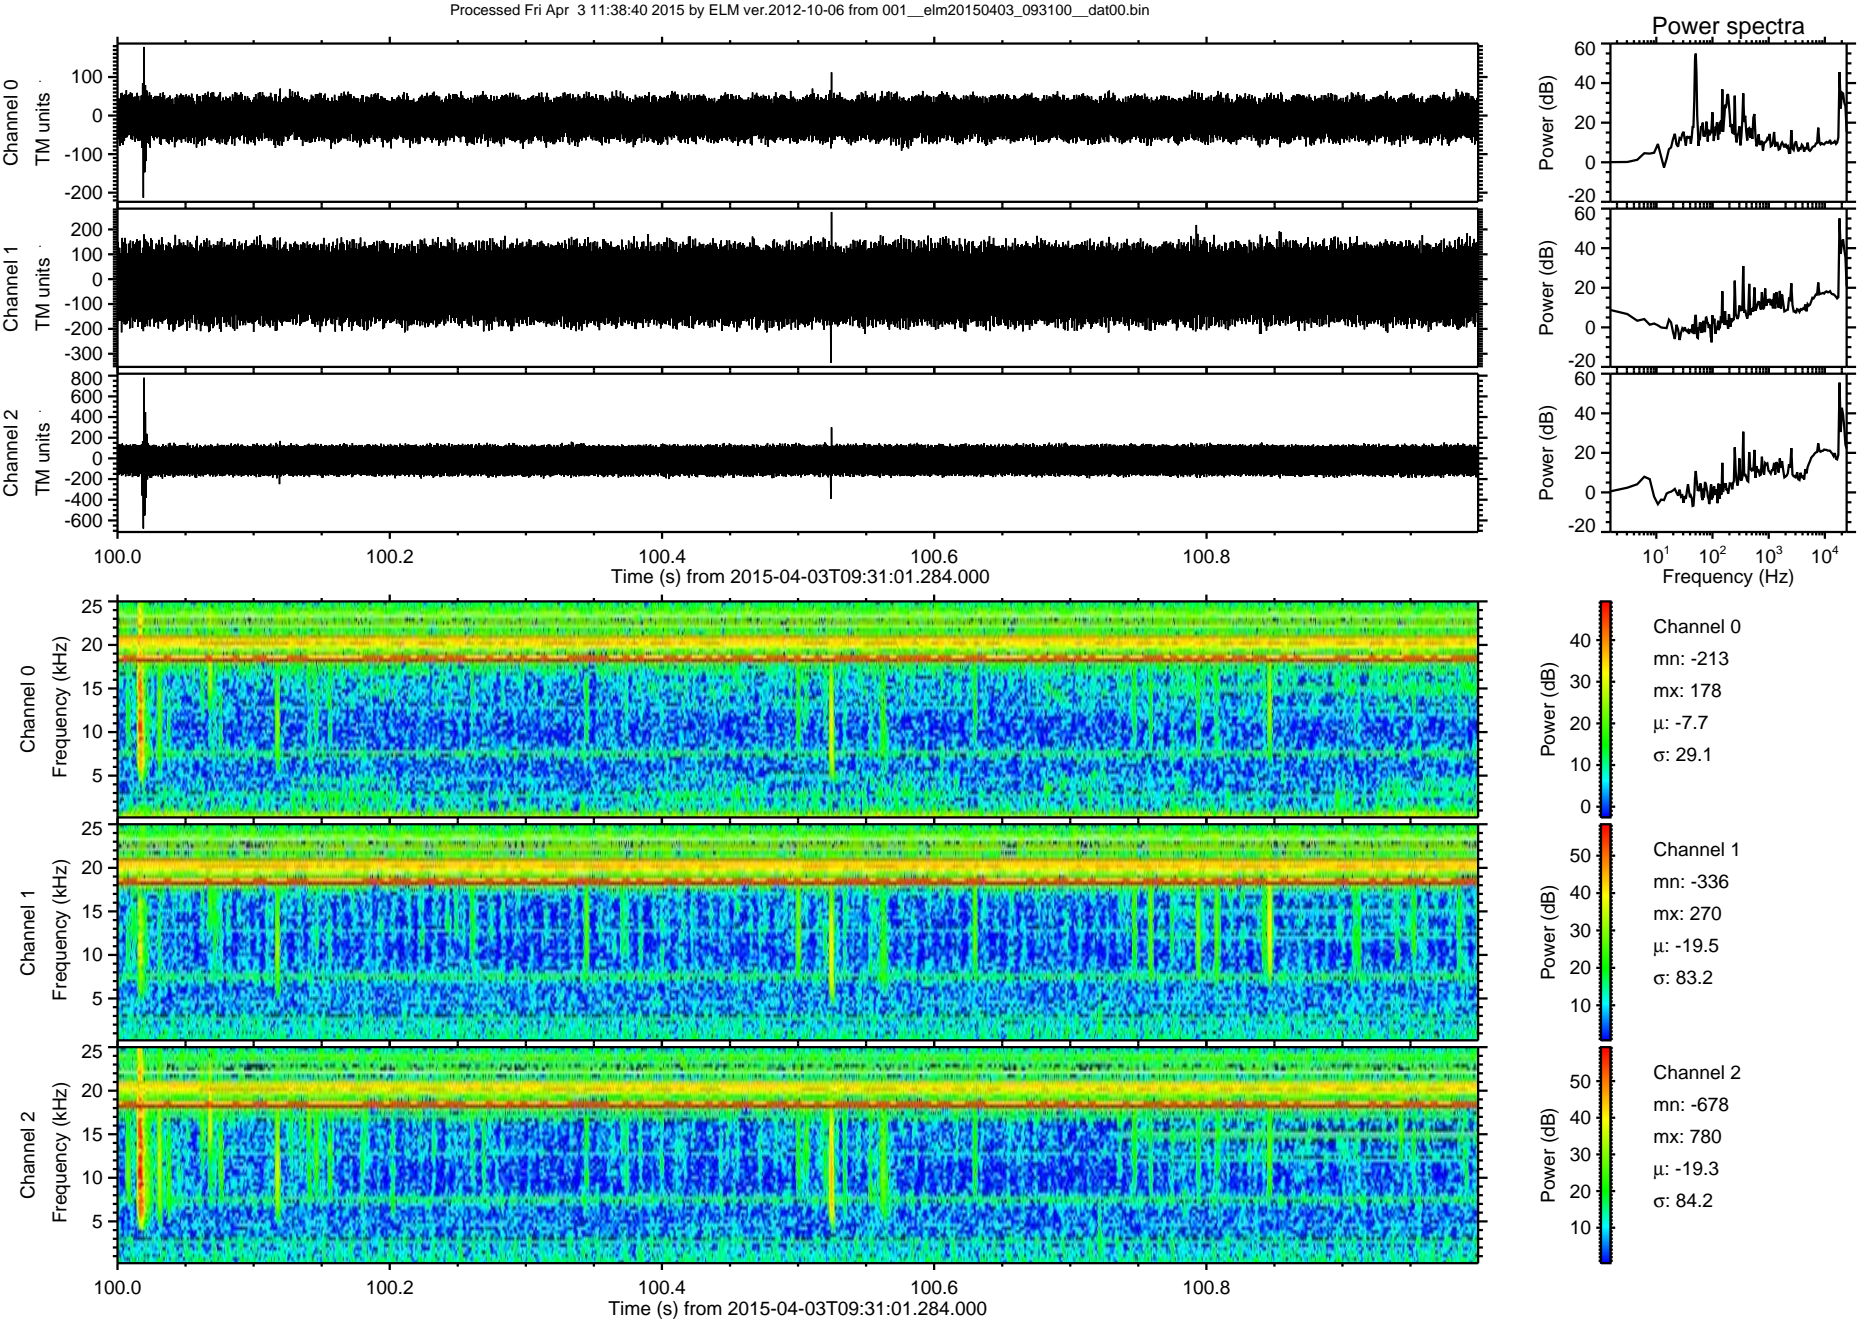 Processed Fri Apr  3 11:38:40 2015 by ELM ver.2012-10-06 from 001__elm20150403_093100__dat00.bin
Power spectra
Channel 0
TM units
100
0
-100
-200
Power (dB)
60
40
20
0
-20
Channel 1
TM units
200
100
0
-100
-200
-300
Power (dB)
60
40
20
0
-20
Channel 2
TM units
800
600
400
200
0
-200
-400
-600
Power (dB)
60
40
20
0
-20
100.0 100.2 100.4 100.6 100.8
Time (s) from 2015-04-03T09:31:01.284.000
10^1 10^2 10^3 10^4
Frequency (Hz)
Channel 0
Frequency (kHz)
25
20
15
10
5
Power (dB)
40
30
20
10
0
Channel 0
mn: -213
mx: 178
μ: -7.7
σ: 29.1
Channel 1
Frequency (kHz)
25
20
15
10
5
Power (dB)
50
40
30
20
10
Channel 1
mn: -336
mx: 270
μ: -19.5
σ: 83.2
Channel 2
Frequency (kHz)
25
20
15
10
5
Power (dB)
50
40
30
20
10
Channel 2
mn: -678
mx: 780
μ: -19.3
σ: 84.2
100.0 100.2 100.4 100.6 100.8
Time (s) from 2015-04-03T09:31:01.284.000